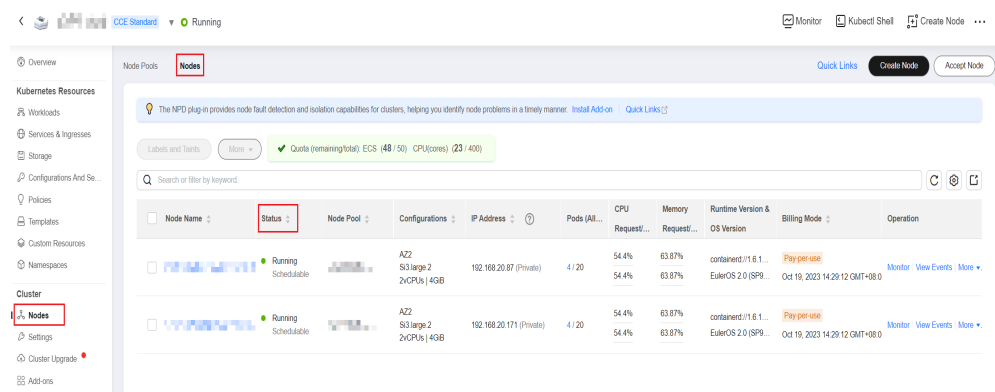 CCE Standard ▾ Running Monitor Kubectl Shell Create Node ...
Overview
Kubernetes Resources
Workloads
Services & Ingresses
Storage
Configurations And Se...
Policies
Templates
Custom Resources
Namespaces
Cluster
Nodes
Settings
Cluster Upgrade
Add-ons
Node Pools Nodes Quick Links Create Node Accept Node
The NPD plug-in provides node fault detection and isolation capabilities for clusters, helping you identify node problems in a timely manner. Install Add-on Quick Links
Labels and Taints More Quota (remaining/total): ECS (48 / 50) CPU(cores) (23 / 400)
Search or filter by keyword.
Node Name Status Node Pool Configurations IP Address Pods (All... CPU Request/... Memory Request/... Runtime Version & OS Version Billing Mode Operation
Running Schedulable AZ2 Si3.large.2 2vCPUs | 4GiB 192.168.20.87 (Private) 4 / 20 54.4% 54.4% 63.87% 63.87% containerd://1.6.1... EulerOS 2.0 (SP9... Pay-per-use Oct 19, 2023 14:29:12 GMT+08:0 Monitor View Events More
Running Schedulable AZ2 Si3.large.2 2vCPUs | 4GiB 192.168.20.171 (Private) 4 / 20 54.4% 54.4% 63.87% 63.87% containerd://1.6.1... EulerOS 2.0 (SP9... Pay-per-use Oct 19, 2023 14:29:12 GMT+08:0 Monitor View Events More